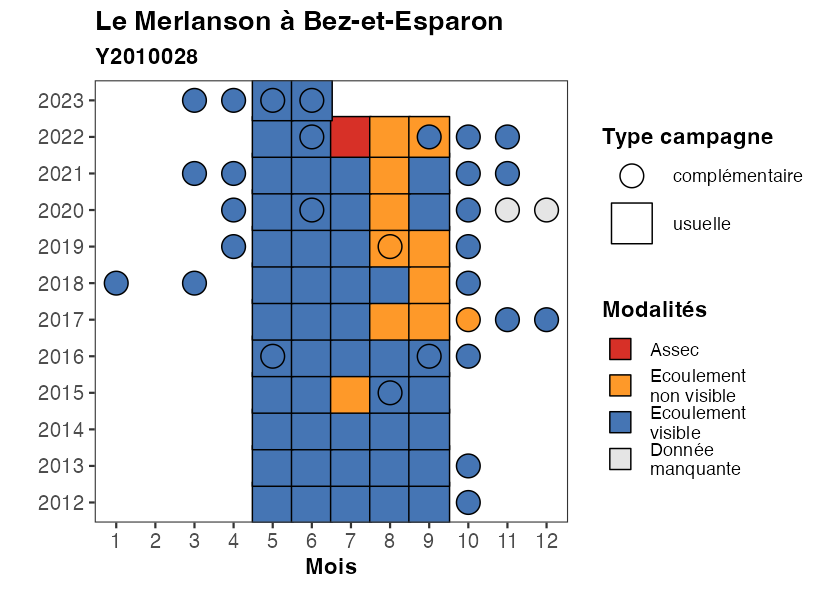 Le Merlanson à Bez-et-Esparon
Y2010028
2023
2022
2021
2020
2019
2018
2017
2016
2015
2014
2013
2012
1 2 3 4 5 6 7 8 9 10 11 12
Mois
Type campagne
complémentaire
usuelle
Modalités
Assec
Ecoulement
non visible
Ecoulement
visible
Donnée
manquante